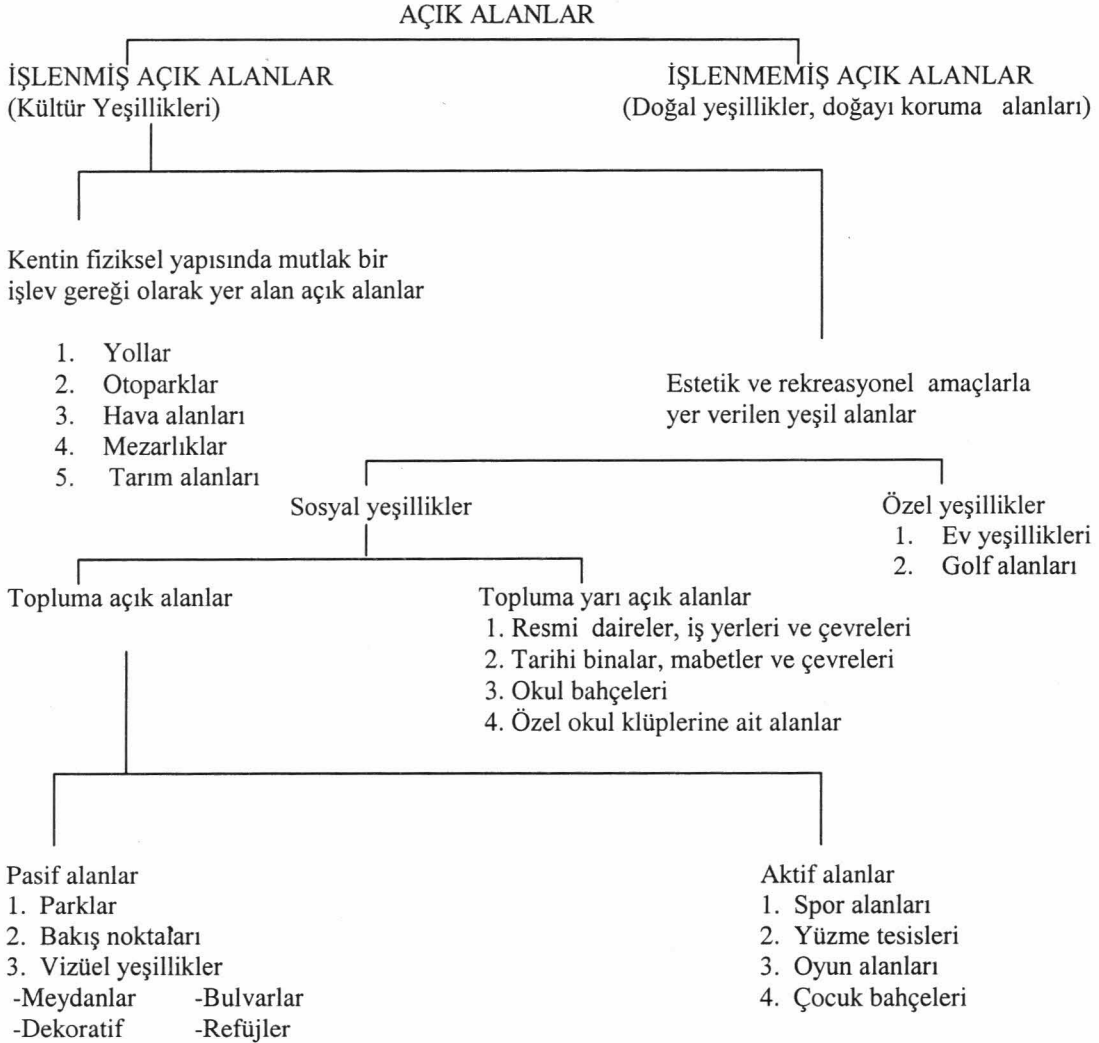 AÇIK ALANLAR
İŞLENMİŞ AÇIK ALANLAR
(Kültür Yeşillikleri)
İŞLENMEMİŞ AÇIK ALANLAR
(Doğal yeşillikler, doğayı koruma alanları)
Kentin fiziksel yapısında mutlak bir
işlev gereği olarak yer alan açık alanlar
1. Yollar
2. Otoparklar
3. Hava alanları
4. Mezarlıklar
5. Tarım alanları
Estetik ve rekreasyonel amaçlarla
yer verilen yeşil alanlar
Sosyal yeşillikler
Özel yeşillikler
1. Ev yeşillikleri
2. Golf alanları
Topluma açık alanlar
Topluma yarı açık alanlar
1. Resmi daireler, iş yerleri ve çevreleri
2. Tarihi binalar, mabetler ve çevreleri
3. Okul bahçeleri
4. Özel okul klüplerine ait alanlar
Pasif alanlar
1. Parklar
2. Bakış noktaları
3. Vizüel yeşillikler
-Meydanlar -Bulvarlar
-Dekoratif -Refüjler
Aktif alanlar
1. Spor alanları
2. Yüzme tesisleri
3. Oyun alanları
4. Çocuk bahçeleri